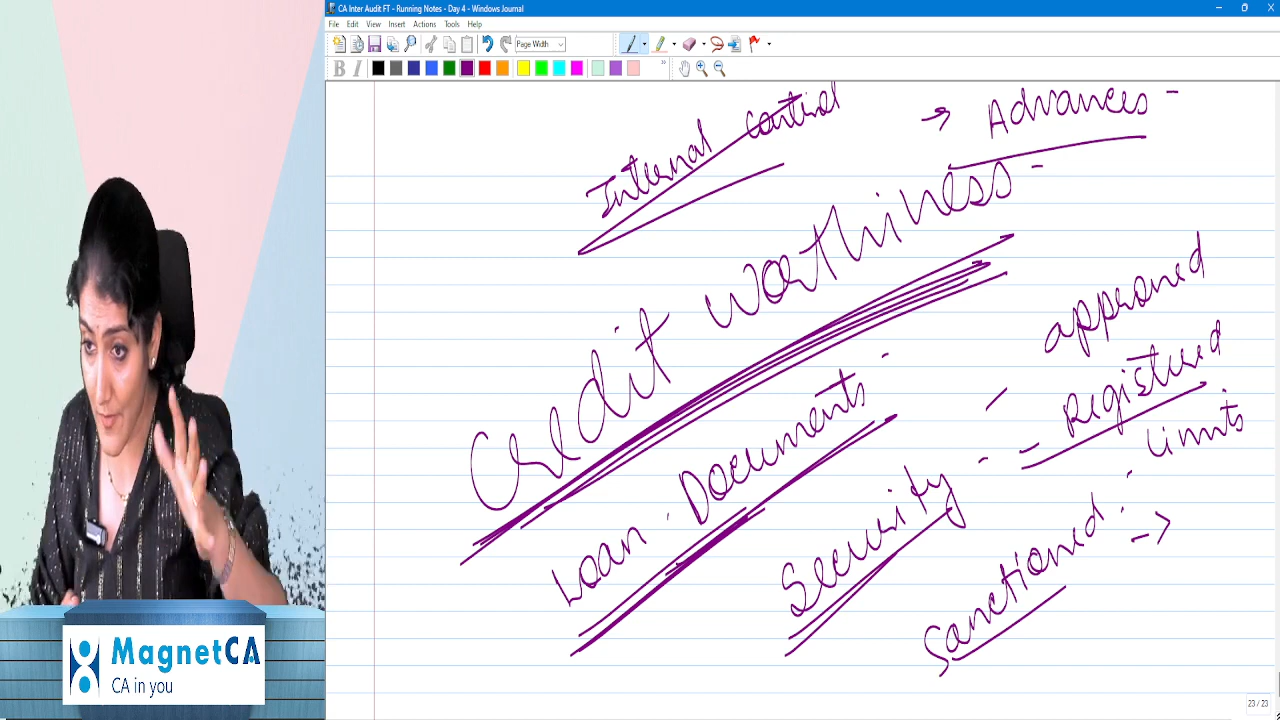 CA Inter Audit FT - Running Notes - Day 4 - Windows Journal
File Edit View Insert Actions Tools Help
Page Width
B I
Internal control
→ Advances -
Credit worthiness -
Loan Documents -
Security - - approved
= Registered
Sanctioned - limits
- >
MagnetCA
CA in you
23 / 23